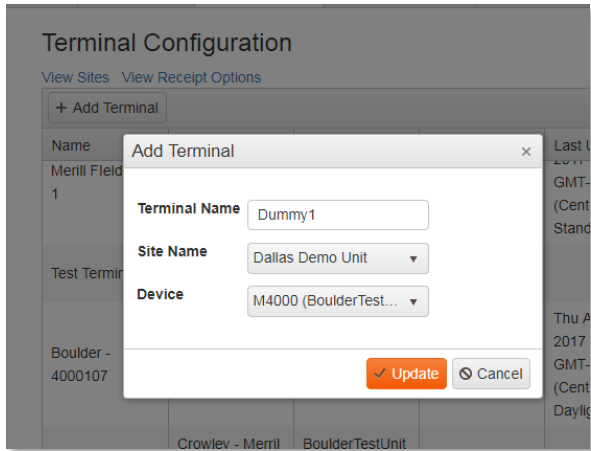 Terminal Configuration
View Sites View Receipt Options
+ Add Terminal
Name
Merill FIeld
1
Test Termin
Boulder -
4000107
Crowley - Merril BoulderTestUnit
Last U
2017
GMT-
(Cent
Stand
Thu A
2017
GMT-
(Cent
Daylig
Add Terminal ×
Terminal Name Dummy1
Site Name Dallas Demo Unit
Device M4000 (BoulderTest...
Update Cancel